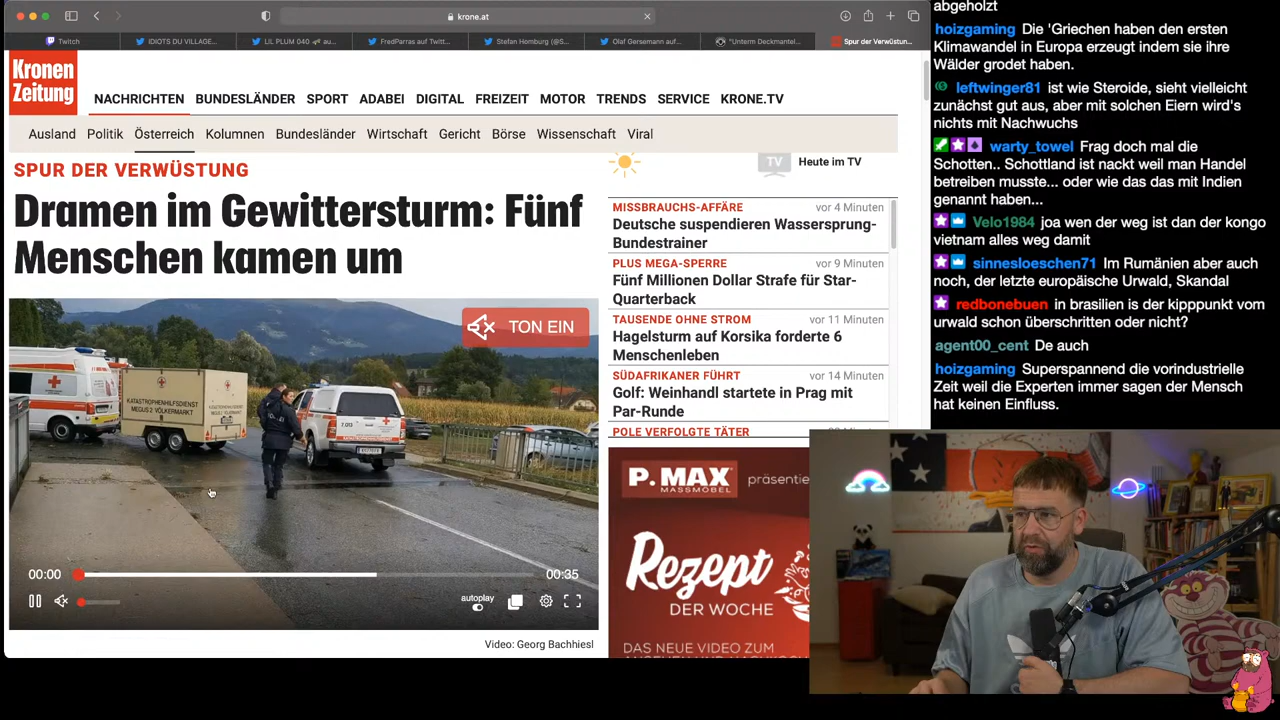 krone.at
Twitch
IDIOTS DU VILLAGE...
LIL PLUM 040 🌱 au...
FredParras auf Twitt...
Stefan Homburg (@S...
Olaf Gersemann auf...
"Unterm Deckmantel...
Spur der Verwüstun...
Kronen
Zeitung
NACHRICHTEN BUNDESLÄNDER SPORT ADABEI DIGITAL FREIZEIT MOTOR TRENDS SERVICE KRONE.TV
Ausland Politik Österreich Kolumnen Bundesländer Wirtschaft Gericht Börse Wissenschaft Viral
SPUR DER VERWÜSTUNG
Dramen im Gewittersturm: Fünf
Menschen kamen um
TON EIN
KATASTROPHENHILFSDIENST
MEGUS 2 VÖLKERMARKT
00:00
00:35
autoplay
Video: Georg Bachhiesl
TV
Heute im TV
MISSBRAUCHS-AFFÄRE vor 4 Minuten
Deutsche suspendieren Wassersprung-
Bundestrainer
PLUS MEGA-SPERRE vor 9 Minuten
Fünf Millionen Dollar Strafe für Star-
Quarterback
TAUSENDE OHNE STROM vor 11 Minuten
Hagelsturm auf Korsika forderte 6
Menschenleben
SÜDAFRIKANER FÜHRT vor 14 Minuten
Golf: Weinhandl startete in Prag mit
Par-Runde
POLE VERFOLGTE TÄTER
P.MAX
MASSMÖBEL
präsentie
Rezept
DER WOCHE
DAS NEUE VIDEO ZUM
abgeholzt
hoizgaming Die 'Griechen haben den ersten
Klimawandel in Europa erzeugt indem sie ihre
Wälder grodet haben.
leftwinger81 ist wie Steroide, sieht vielleicht
zunächst gut aus, aber mit solchen Eiern wird's
nichts mit Nachwuchs
warty_towel Frag doch mal die
Schotten.. Schottland ist nackt weil man Handel
betreiben musste... oder wie das das mit Indien
genannt haben...
Velo1984 joa wen der weg ist dan der kongo
vietnam alles weg damit
sinnesloeschen71 Im Rumänien aber auch
noch, der letzte europäische Urwald, Skandal
redbonebuen in brasilien is der kipppunkt vom
urwald schon überschritten oder nicht?
agent00_cent De auch
hoizgaming Superspannend die vorindustrielle
Zeit weil die Experten immer sagen der Mensch
hat keinen Einfluss.